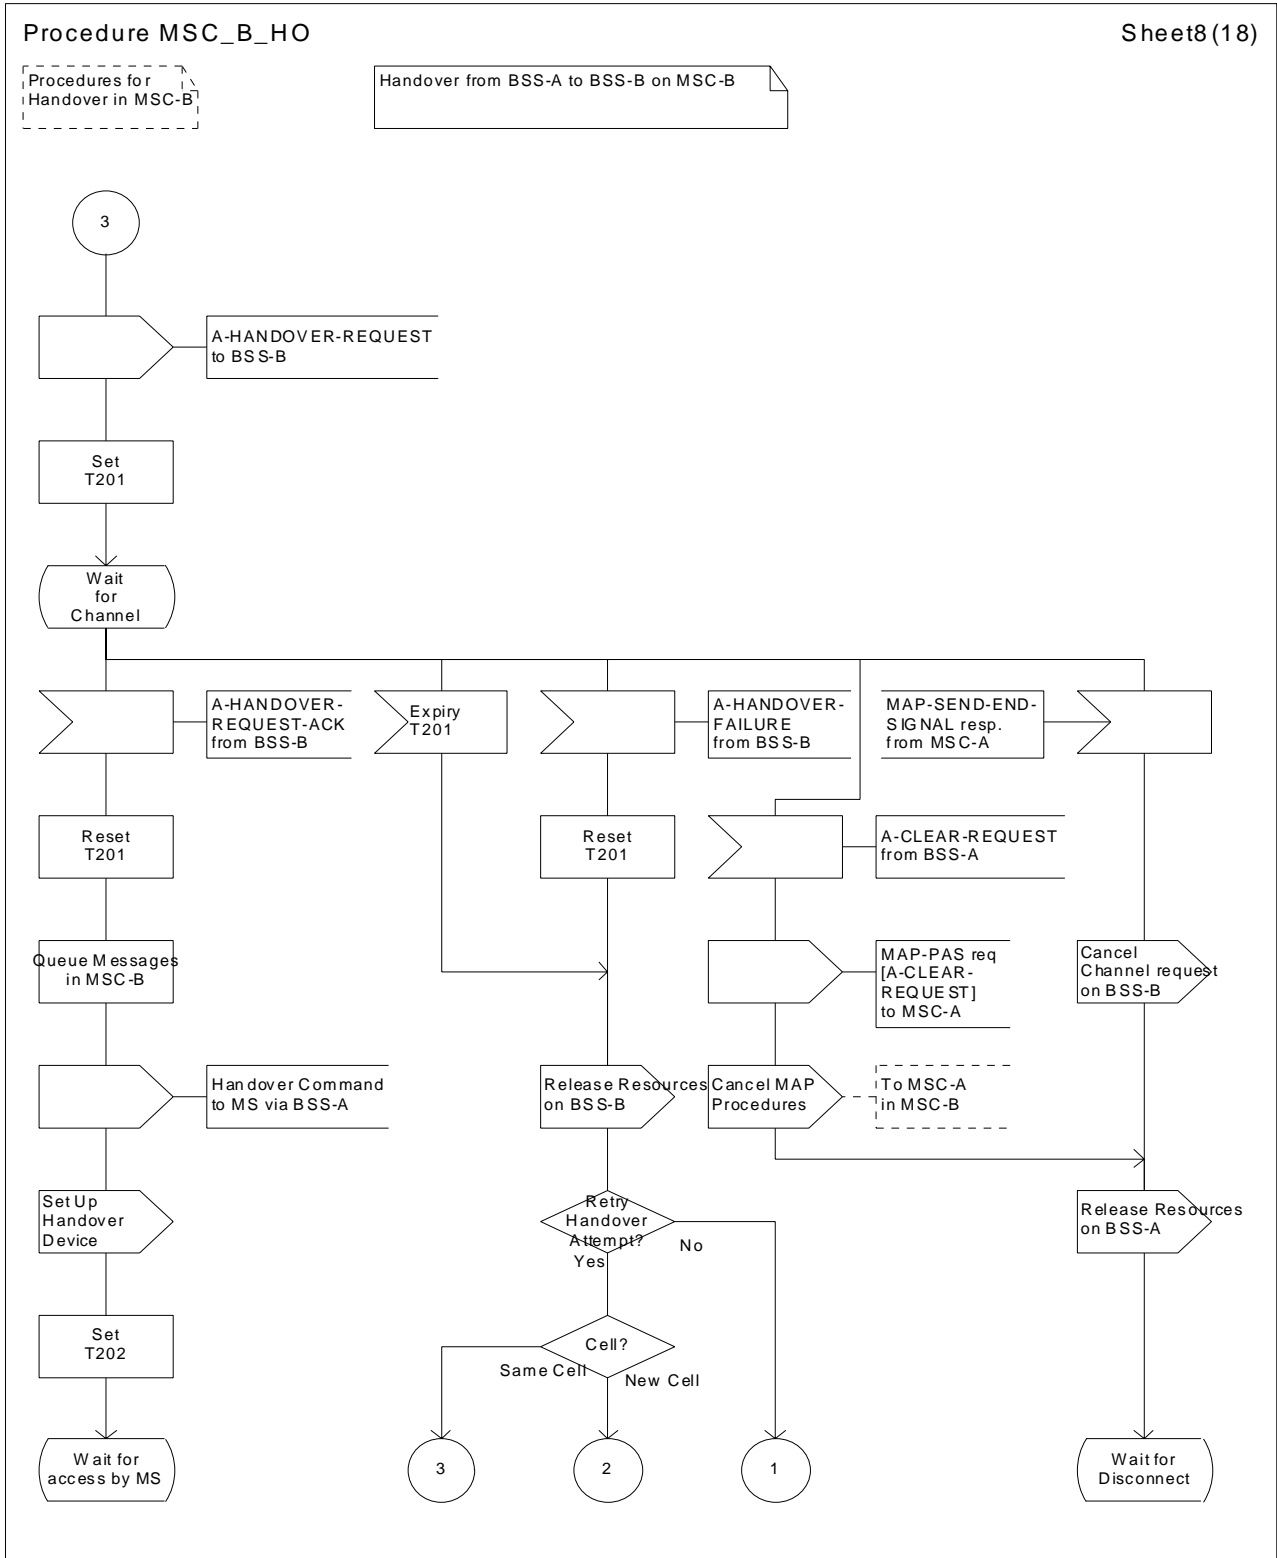 Procedure MSC_B_HO
Sheet8(18)
Procedures for
Handover in MSC-B
Handover from BSS-A to BSS-B on MSC-B
3
A-HANDOVER-REQUEST
to BSS-B
Set
T201
Wait
for
Channel
A-HANDOVER-
REQUEST-ACK
from BSS-B
Expiry
T201
A-HANDOVER-
FAILURE
from BSS-B
MAP-SEND-END-
SIGNAL resp.
from MSC-A
Reset
T201
Reset
T201
A-CLEAR-REQUEST
from BSS-A
Queue Messages
in MSC-B
MAP-PAS req
[A-CLEAR-
REQUEST]
to MSC-A
Cancel
Channel request
on BSS-B
Handover Command
to MS via BSS-A
Release Resources
on BSS-B
Cancel MAP
Procedures
To MSC-A
in MSC-B
Set Up
Handover
Device
Retry
Handover
Attempt?
Yes
No
Release Resources
on BSS-A
Set
T202
Cell?
Same Cell
New Cell
Wait for
access by MS
3
2
1
Wait for
Disconnect